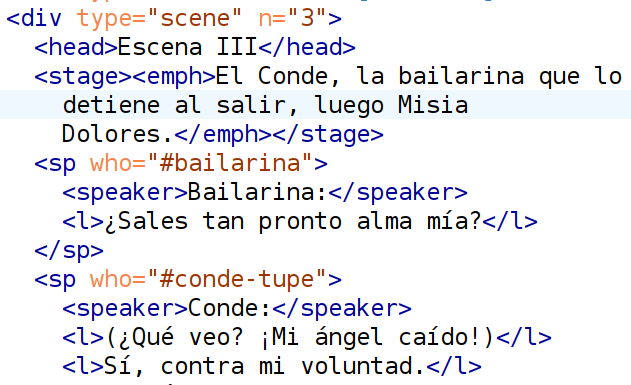 <div type="scene" n="3">
<head>Escena III</head>
<stage><emph>El Conde, la bailarina que lo
detiene al salir, luego Misia
Dolores.</emph></stage>
<sp who="#bailarina">
<speaker>Bailarina:</speaker>
<l>¿Sales tan pronto alma mía?</l>
</sp>
<sp who="#conde-tupe">
<speaker>Conde:</speaker>
<l>(¿Qué veo? ¡Mi ángel caído!)</l>
<l>Sí, contra mi voluntad.</l>